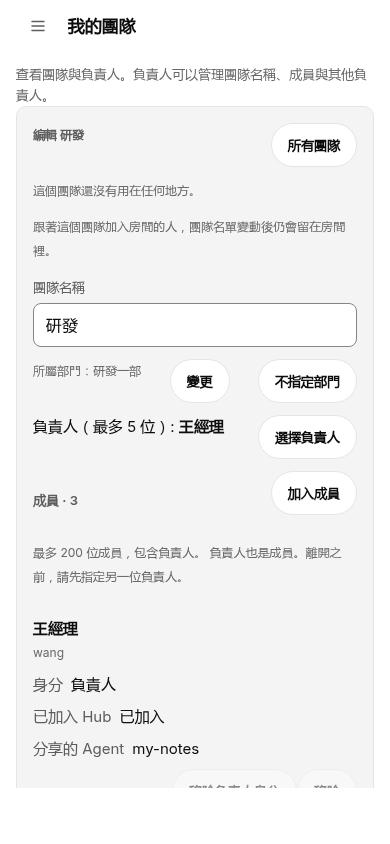 我的團隊
查看團隊與負責人。負責人可以管理團隊名稱、成員與其他負
責人。
編輯 研發
所有團隊
這個團隊還沒有用在任何地方。
跟著這個團隊加入房間的人，團隊名單變動後仍會留在房間
裡。
團隊名稱
研發
所屬部門：研發一部
變更
不指定部門
負責人（最多 5 位）: 王經理
選擇負責人
成員 · 3
加入成員
最多 200 位成員，包含負責人。 負責人也是成員。離開之
前，請先指定另一位負責人。
王經理
wang
身分 負責人
已加入 Hub 已加入
分享的 Agent my-notes